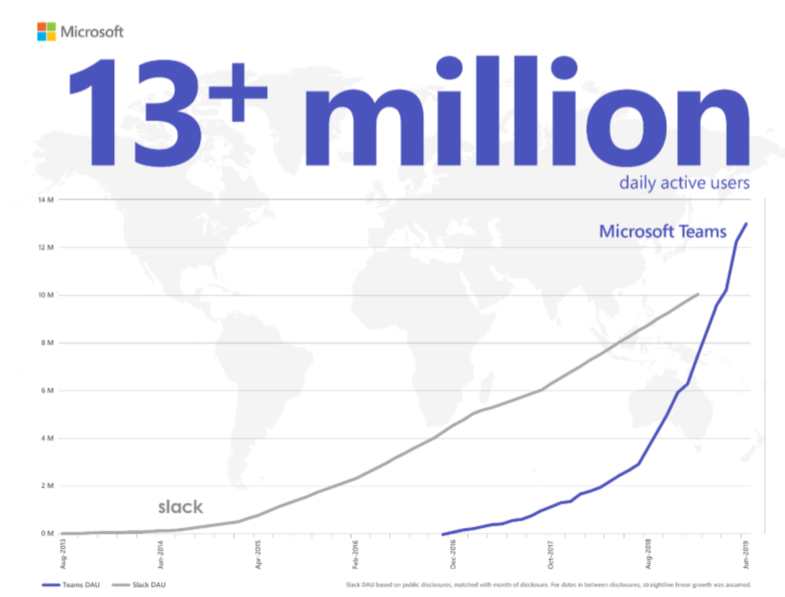 Microsoft
13+ million
daily active users
14 M
Microsoft Teams
12 M
10 M
8 M
6 M
4 M
2 M
slack
0 M
Aug-2013
Jun-2014
Apr-2015
Feb-2016
Dec-2016
Oct-2017
Aug-2018
Jun-2019
Teams DAU
Slack DAU
Slack DAU based on public disclosures, matched with month of disclosure. For dates in between disclosures, straightline linear growth was assumed.